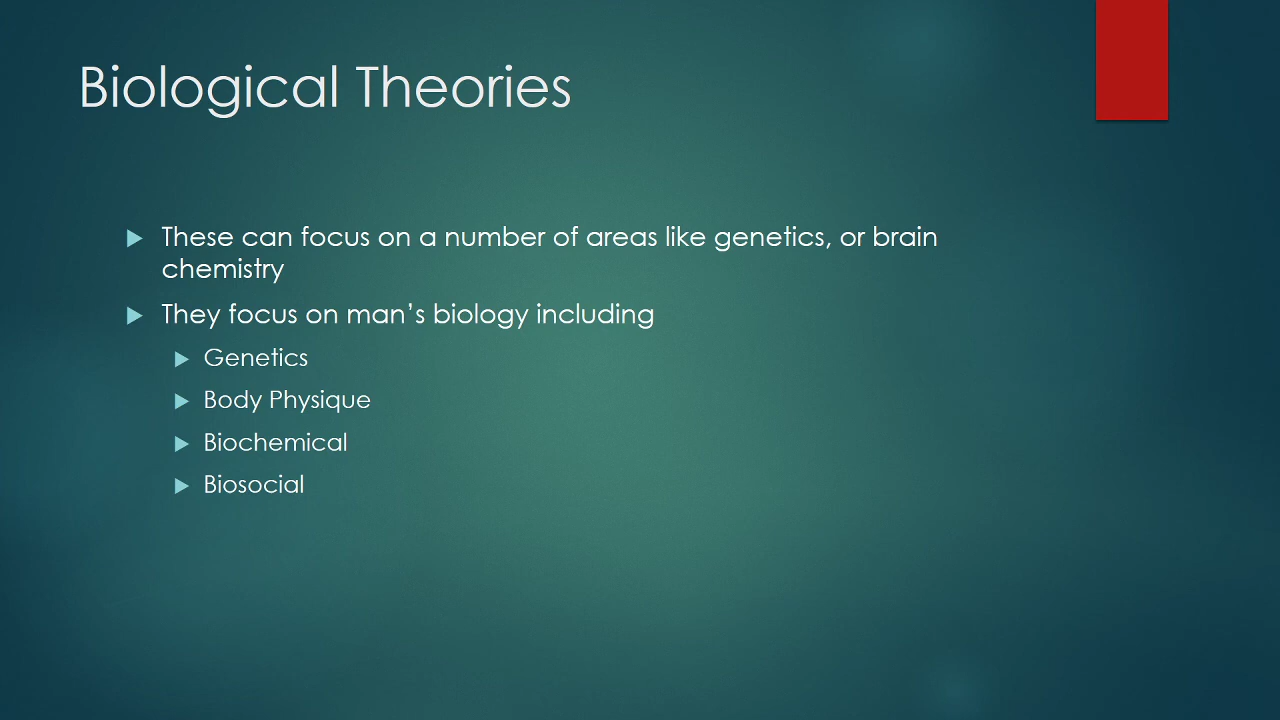 Biological Theories
These can focus on a number of areas like genetics, or brain
chemistry
They focus on man’s biology including
Genetics
Body Physique
Biochemical
Biosocial